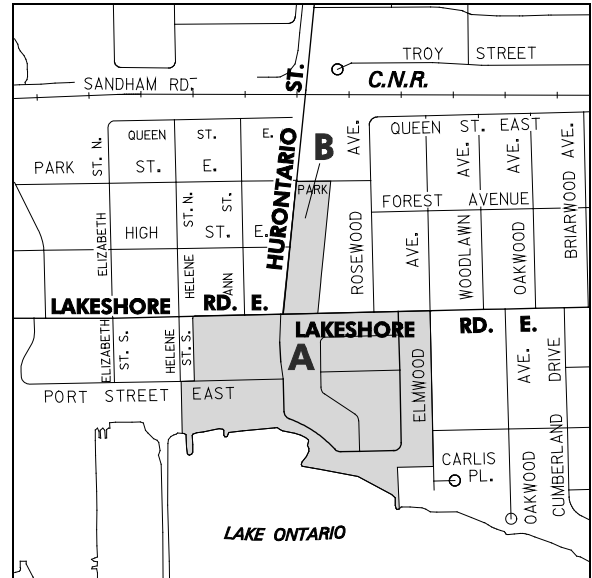 TROY STREET
SANDHAM RD.
C.N.R.
HURONTARIO ST.
QUEEN ST. E.
QUEEN ST. EAST
B
PARK ST. E.
PARK
ELIZABETH ST. N.
HELENE ST. N.
ANN ST.
HIGH ST. E.
ROSEWOOD AVE.
FOREST AVENUE
AVE.
WOODLAWN AVE.
OAKWOOD AVE.
BRIARWOOD AVE.
LAKESHORE RD. E.
LAKESHORE RD. E.
A
ELIZABETH ST. S.
HELENE ST. S.
ELMWOOD
PORT STREET EAST
CARLIS
PL.
OAKWOOD AVE.
CUMBERLAND DRIVE
LAKE ONTARIO